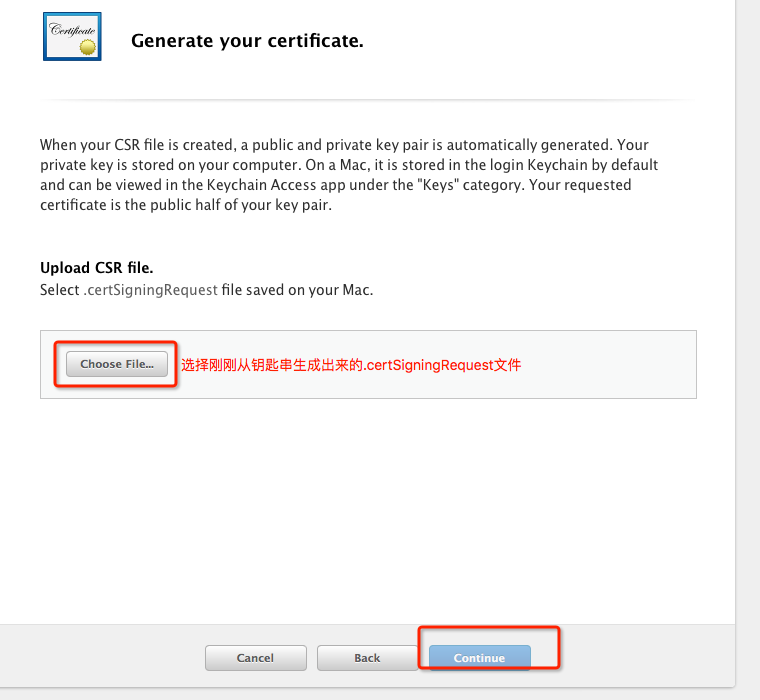 Certificate
Generate your certificate.
When your CSR file is created, a public and private key pair is automatically generated. Your
private key is stored on your computer. On a Mac, it is stored in the login Keychain by default
and can be viewed in the Keychain Access app under the "Keys" category. Your requested
certificate is the public half of your key pair.
Upload CSR file.
Select .certSigningRequest file saved on your Mac.
Choose File... 选择刚刚从钥匙串生成出来的.certSigningRequest文件
Cancel Back Continue